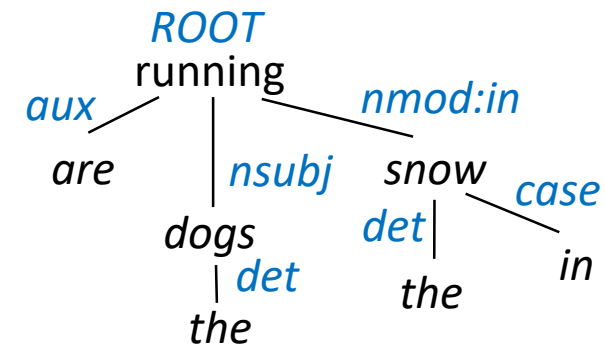 ROOT
running
aux
nmod:in
are
nsubj
snow
case
dogs
det
in
det
the
the